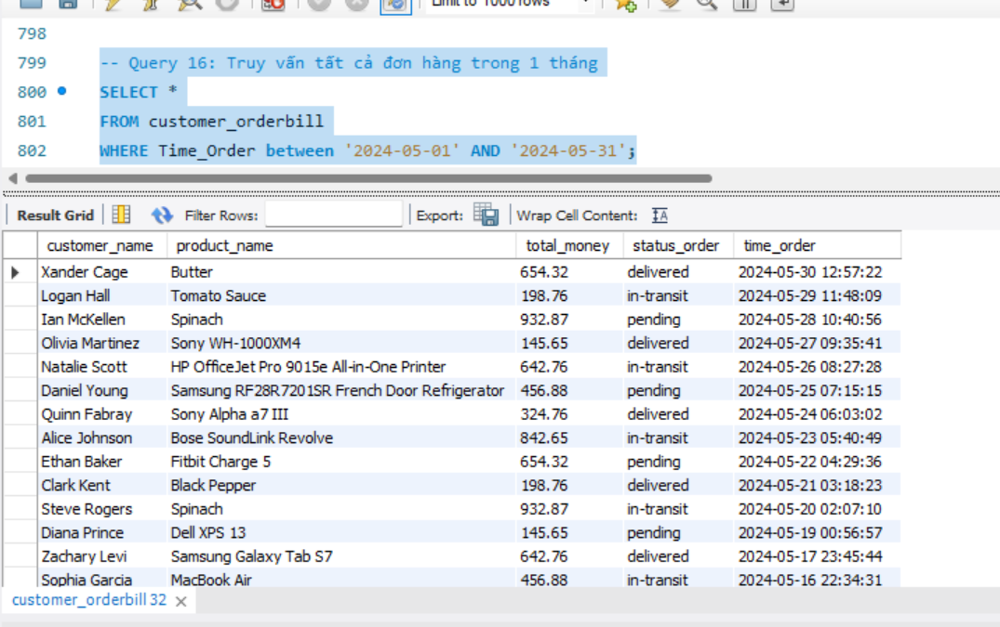 Limit to 1000 rows
798
799 -- Query 16: Truy vấn tất cả đơn hàng trong 1 tháng
800 SELECT *
801 FROM customer_orderbill
802 WHERE Time_Order between '2024-05-01' AND '2024-05-31';
Result Grid Filter Rows: Export: Wrap Cell Content:
customer_name product_name total_money status_order time_order
Xander Cage Butter 654.32 delivered 2024-05-30 12:57:22
Logan Hall Tomato Sauce 198.76 in-transit 2024-05-29 11:48:09
Ian McKellen Spinach 932.87 pending 2024-05-28 10:40:56
Olivia Martinez Sony WH-1000XM4 145.65 delivered 2024-05-27 09:35:41
Natalie Scott HP OfficeJet Pro 9015e All-in-One Printer 642.76 in-transit 2024-05-26 08:27:28
Daniel Young Samsung RF28R7201SR French Door Refrigerator 456.88 pending 2024-05-25 07:15:15
Quinn Fabray Sony Alpha a7 III 324.76 delivered 2024-05-24 06:03:02
Alice Johnson Bose SoundLink Revolve 842.65 in-transit 2024-05-23 05:40:49
Ethan Baker Fitbit Charge 5 654.32 pending 2024-05-22 04:29:36
Clark Kent Black Pepper 198.76 delivered 2024-05-21 03:18:23
Steve Rogers Spinach 932.87 in-transit 2024-05-20 02:07:10
Diana Prince Dell XPS 13 145.65 pending 2024-05-19 00:56:57
Zachary Levi Samsung Galaxy Tab S7 642.76 delivered 2024-05-17 23:45:44
Sophia Garcia MacBook Air 456.88 in-transit 2024-05-16 22:34:31
customer_orderbill 32